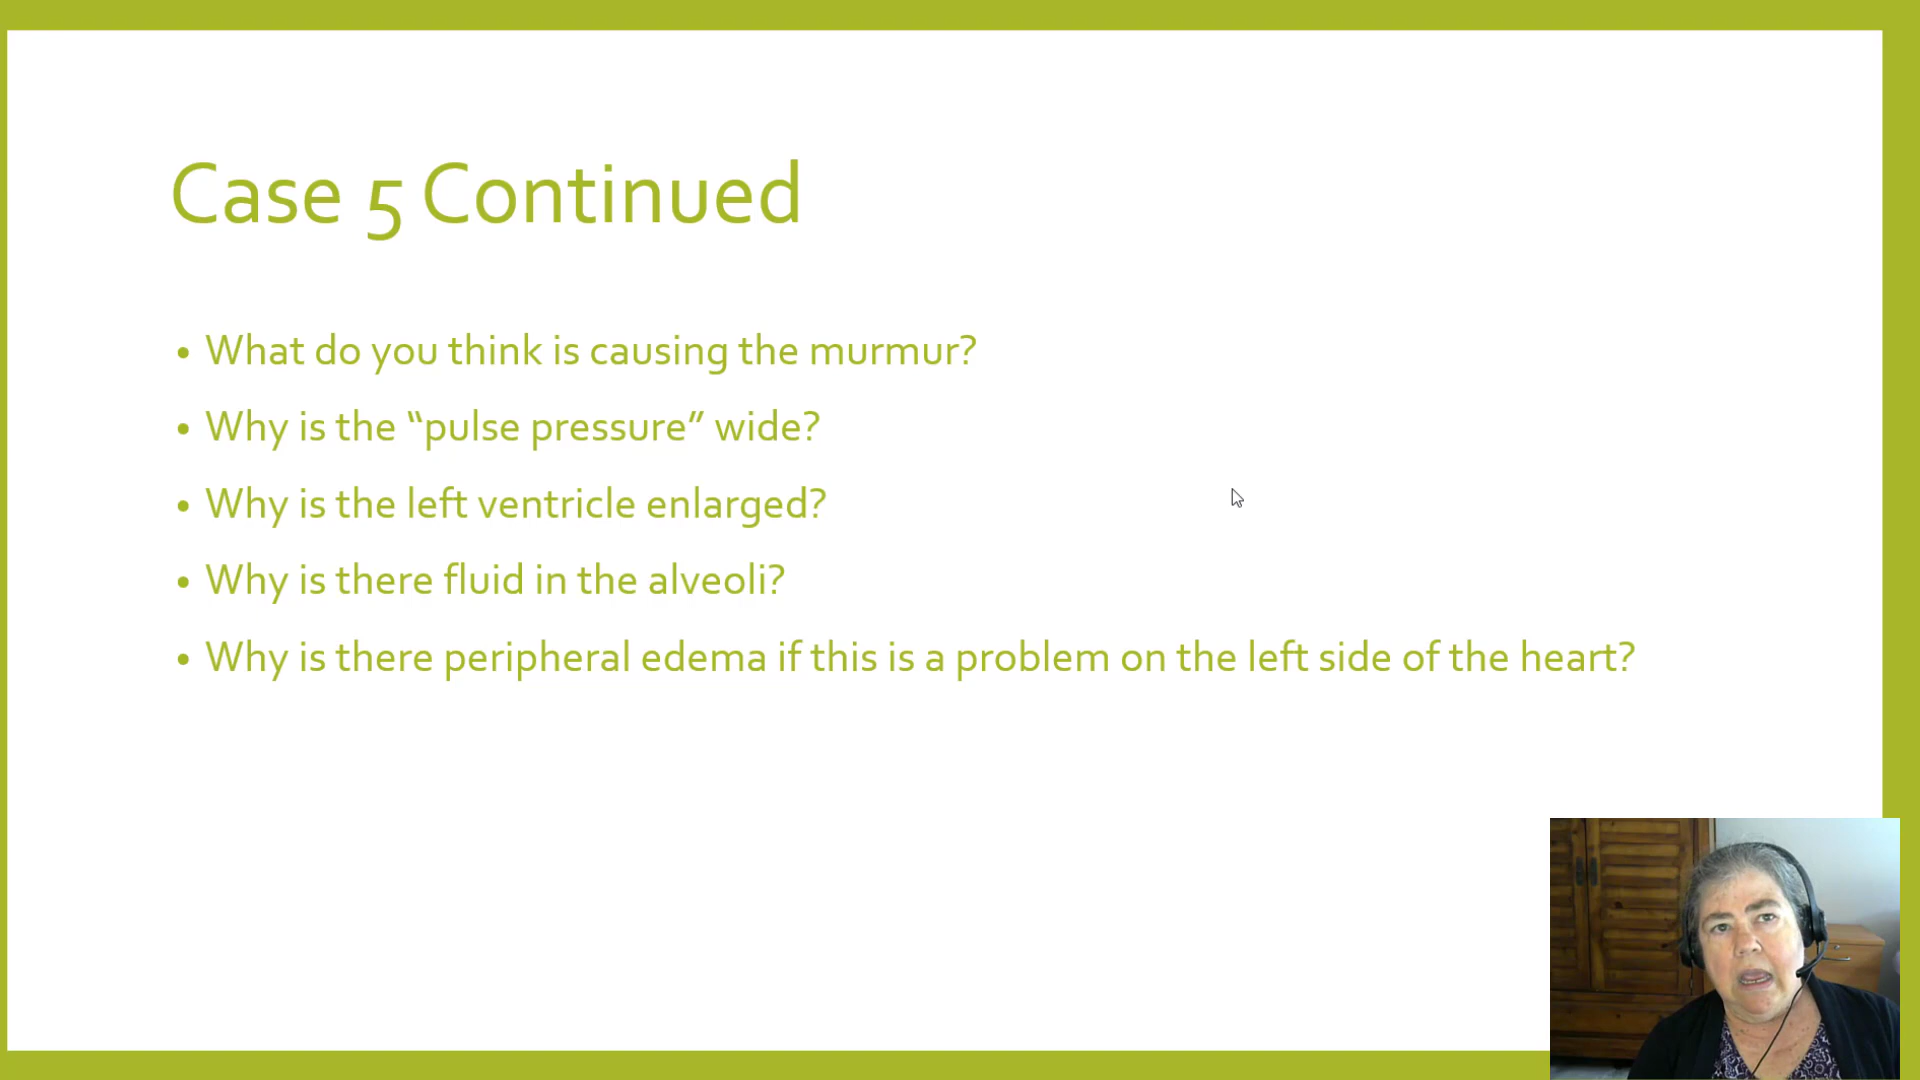 Case 5 Continued
• What do you think is causing the murmur?
• Why is the “pulse pressure” wide?
• Why is the left ventricle enlarged?
• Why is there fluid in the alveoli?
• Why is there peripheral edema if this is a problem on the left side of the heart?